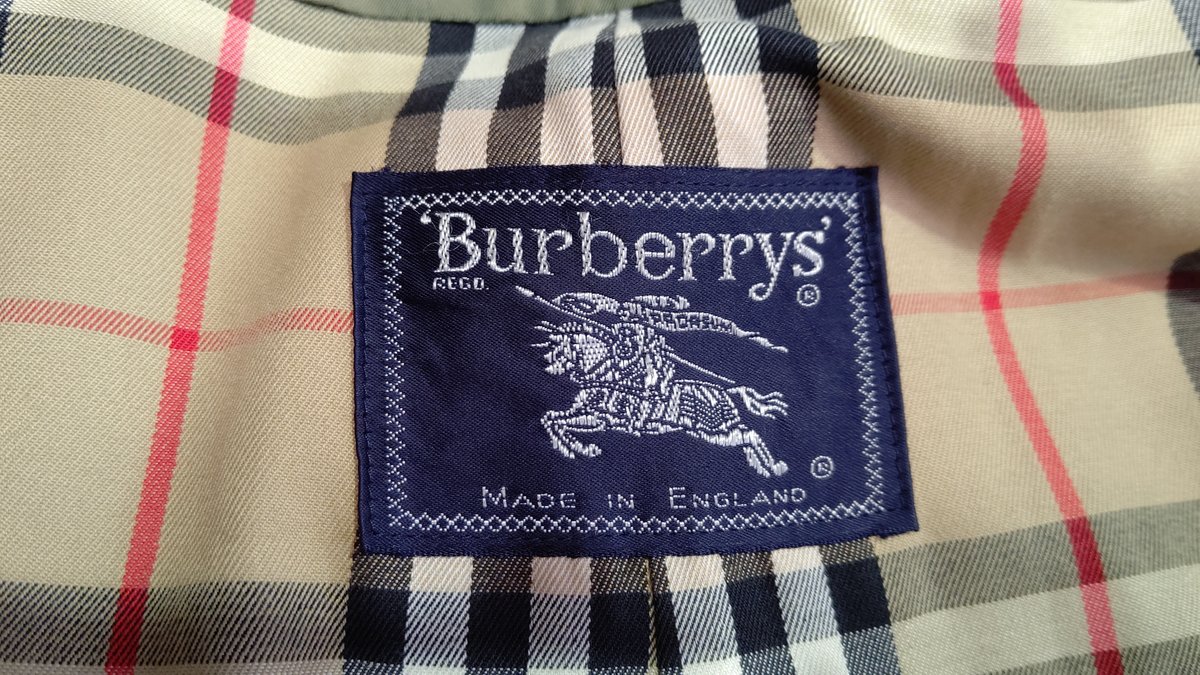 'Burberrys'
REGD. ®
®
MADE IN ENGLAND